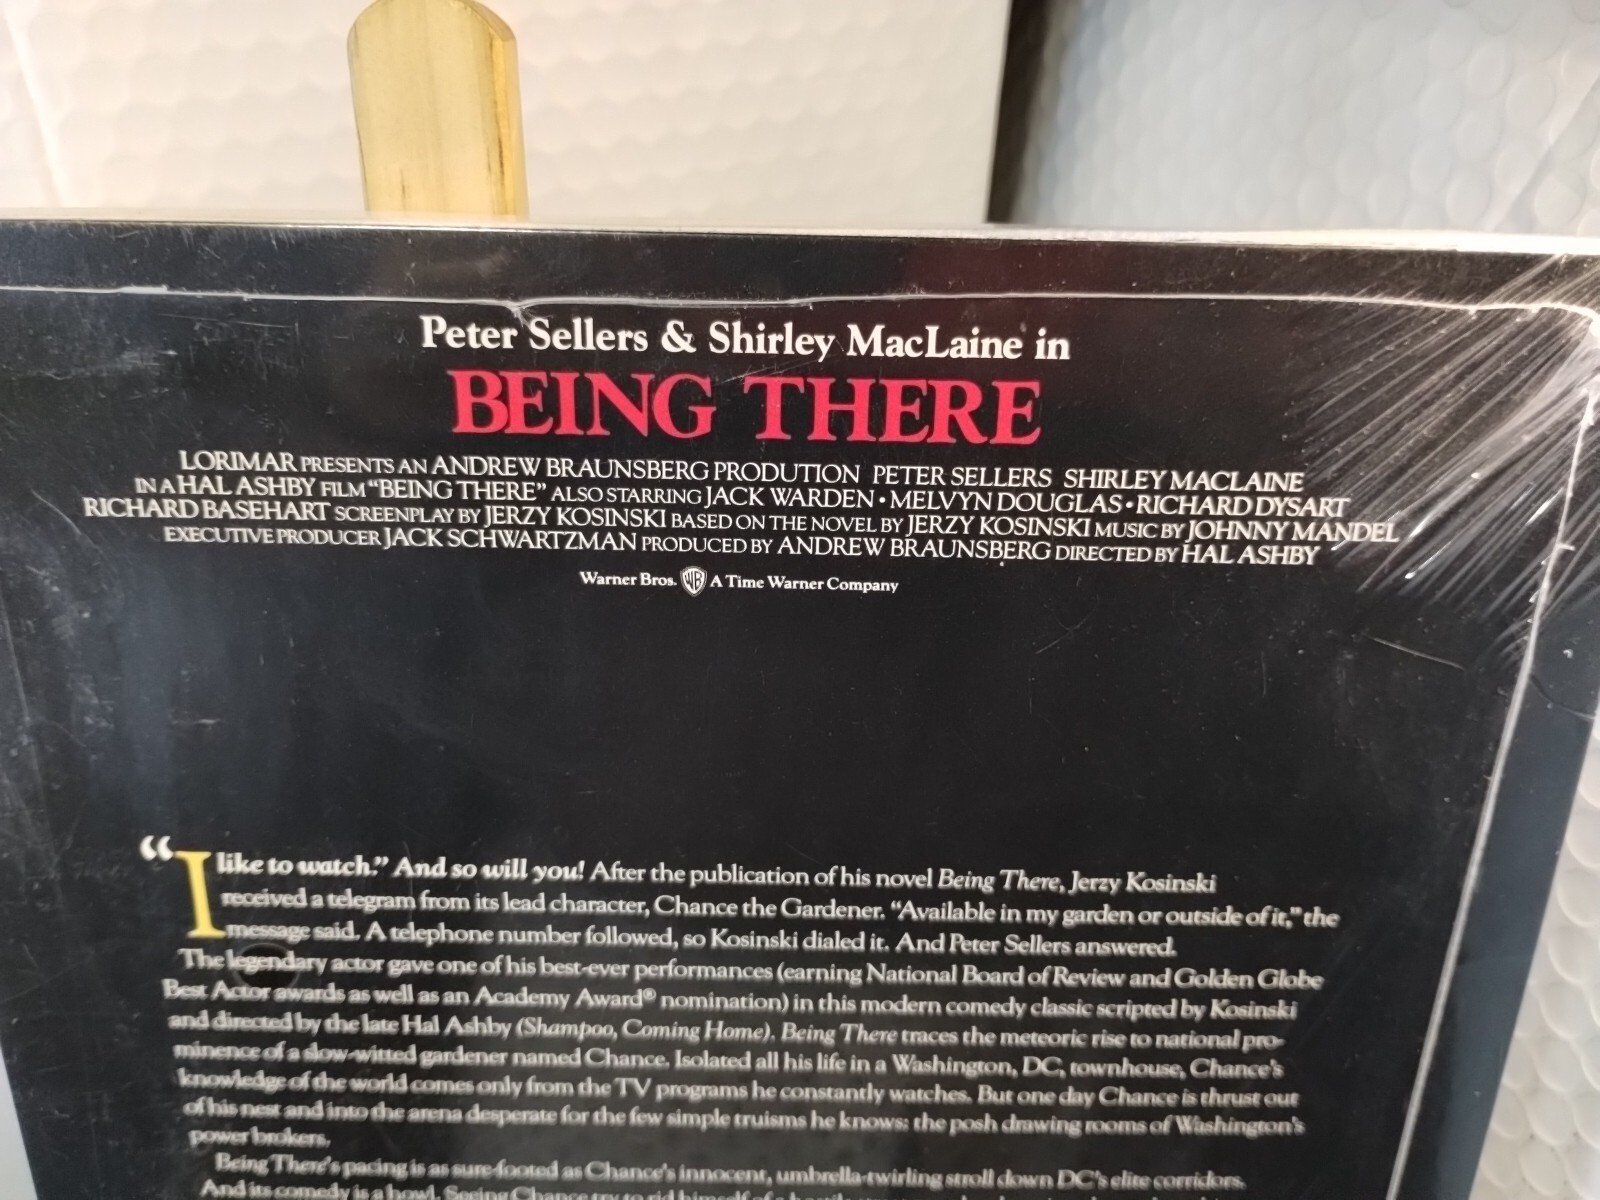 Peter Sellers & Shirley MacLaine in
BEING THERE
LORIMAR PRESENTS AN ANDREW BRAUNSBERG PRODUTION PETER SELLERS SHIRLEY MACLAINE
IN A HAL ASHBY FILM "BEING THERE" ALSO STARRING JACK WARDEN • MELVYN DOUGLAS • RICHARD DYSART
RICHARD BASEHART SCREENPLAY BY JERZY KOSINSKI BASED ON THE NOVEL BY JERZY KOSINSKI MUSIC BY JOHNNY MANDEL
EXECUTIVE PRODUCER JACK SCHWARTZMAN PRODUCED BY ANDREW BRAUNSBERG DIRECTED BY HAL ASHBY
Warner Bros. WB A Time Warner Company
"I like to watch." And so will you! After the publication of his novel Being There, Jerzy Kosinski
received a telegram from its lead character, Chance the Gardener. "Available in my garden or outside of it," the
message said. A telephone number followed, so Kosinski dialed it. And Peter Sellers answered.
The legendary actor gave one of his best-ever performances (earning National Board of Review and Golden Globe
Best Actor awards as well as an Academy Award® nomination) in this modern comedy classic scripted by Kosinski
and directed by the late Hal Ashby (Shampoo, Coming Home). Being There traces the meteoric rise to national pro-
minence of a slow-witted gardener named Chance. Isolated all his life in a Washington, DC, townhouse, Chance's
knowledge of the world comes only from the TV programs he constantly watches. But one day Chance is thrust out
of his nest and into the arena desperate for the few simple truisms he knows: the posh drawing rooms of Washington's
power brokers.
Being There's pacing is as sure-footed as Chance's innocent, umbrella-twirling stroll down DC's elite corridors.
And its comedy is a howl. Seeing Chance try to rid himself of a